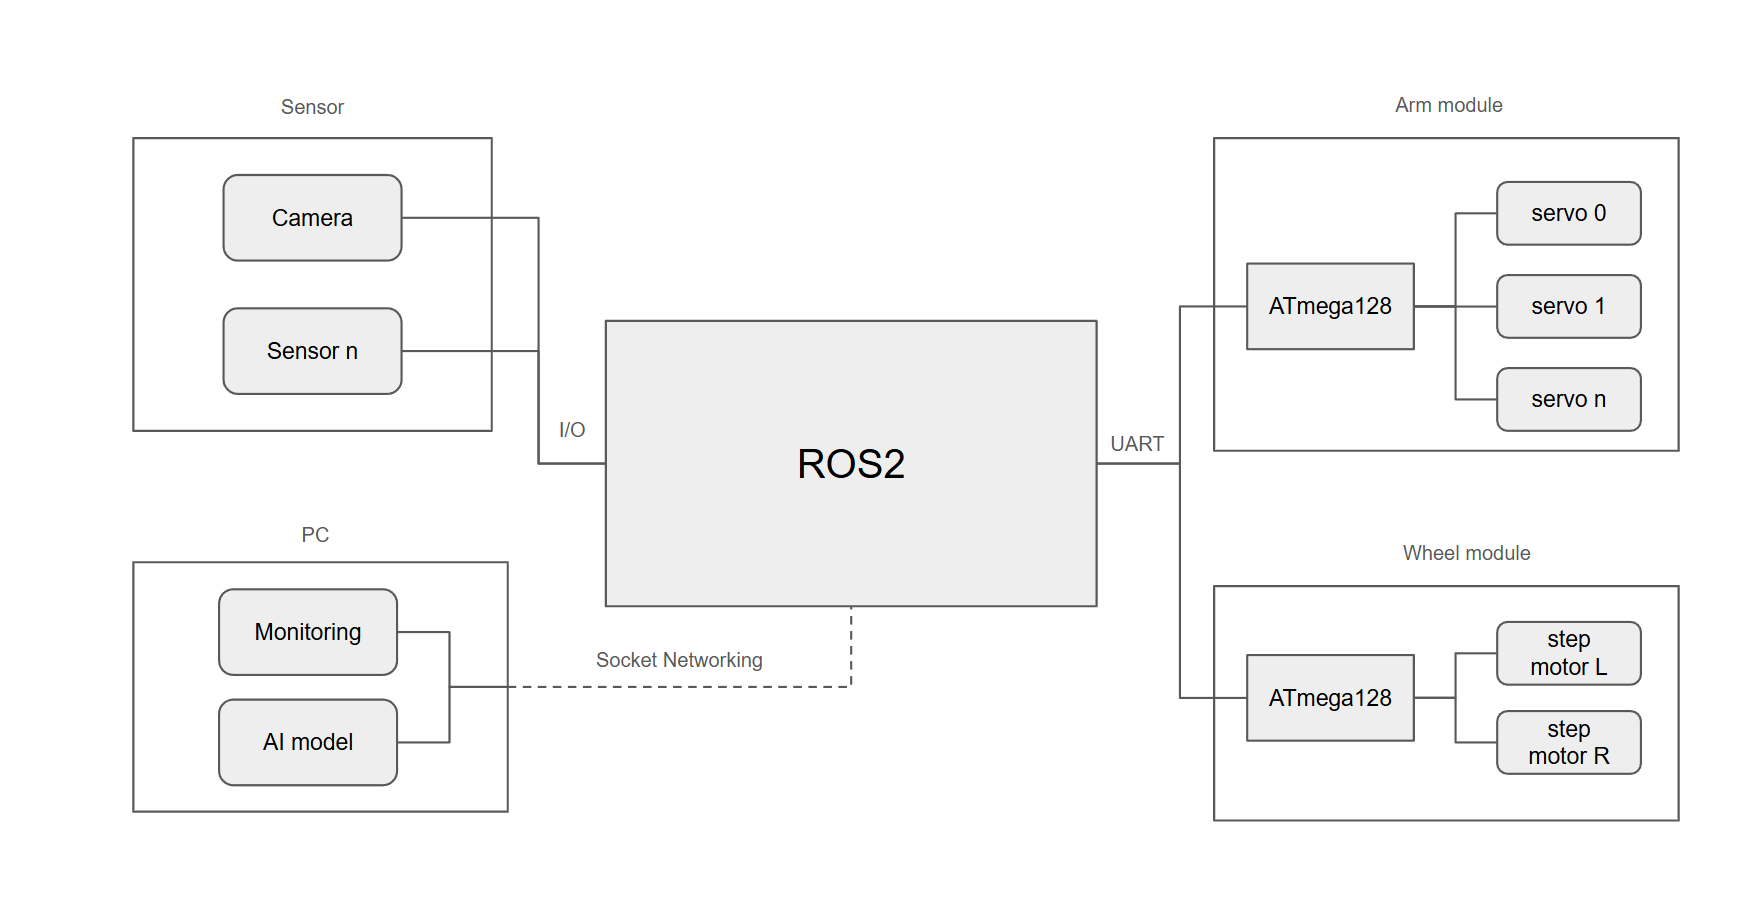 Sensor
Camera
Sensor n
I/O
PC
Monitoring
AI model
Socket Networking
ROS2
UART
Arm module
ATmega128
servo 0
servo 1
servo n
Wheel module
ATmega128
step
motor L
step
motor R